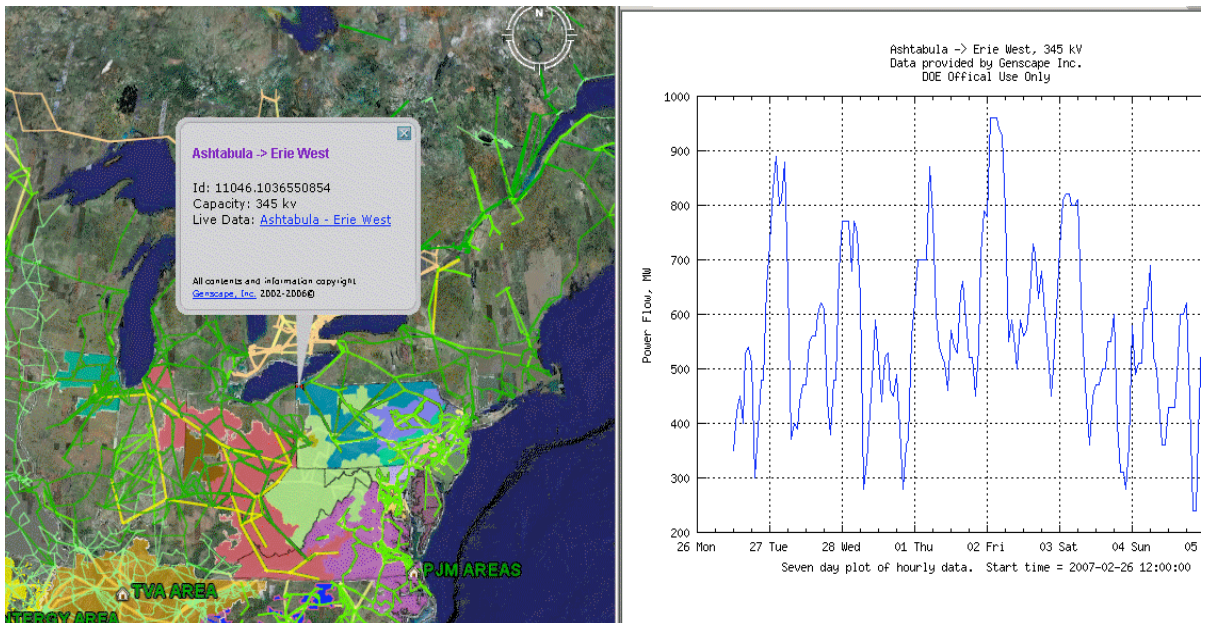 N
Ashtabula -> Erie West
Id: 11046.1036550854
Capacity: 345 kv
Live Data: Ashtabula - Erie West
All contents and information copyright
Genscape, Inc. 2002-2006©
PJM AREAS
TVA AREA
NTERGY AREA
Ashtabula -> Erie West, 345 kV
Data provided by Genscape Inc.
DOE Offical Use Only
1000
900
800
700
600
500
400
300
200
Power Flow, MW
26 Mon 27 Tue 28 Wed 01 Thu 02 Fri 03 Sat 04 Sun 05
Seven day plot of hourly data. Start time = 2007-02-26 12:00:00